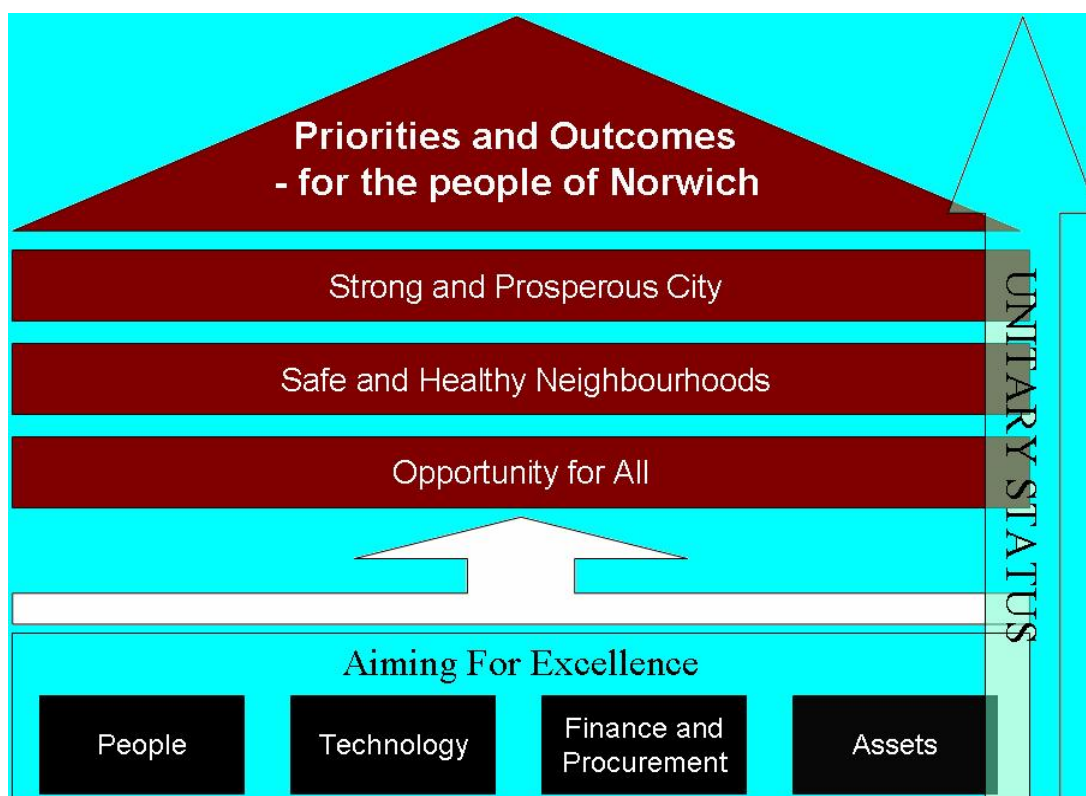 Priorities and Outcomes
- for the people of Norwich
Strong and Prosperous City
Safe and Healthy Neighbourhoods
Opportunity for All
UNITARY STATUS
Aiming For Excellence
People
Technology
Finance and
Procurement
Assets